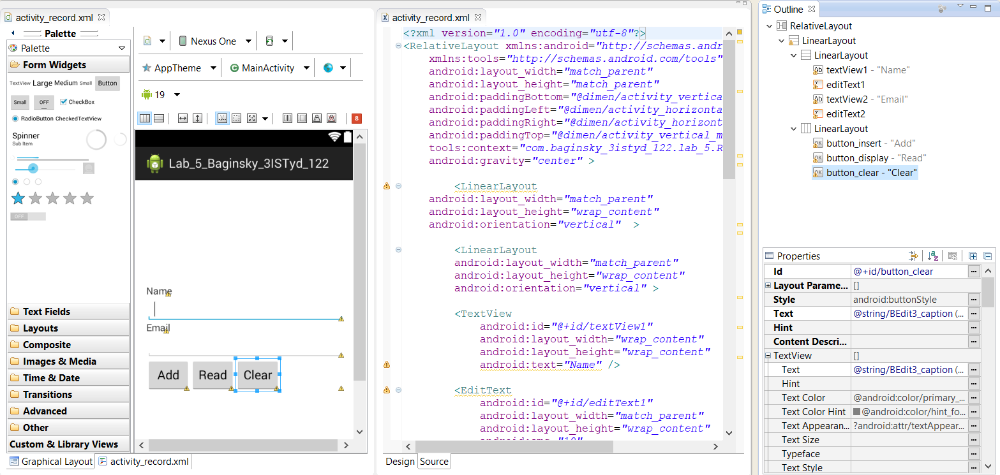 activity_record.xml
Palette
Palette
Form Widgets
TextView Large Medium Small Button
Small OFF CheckBox
RadioButton CheckedTextView
Spinner
Sub Item
OFF
Text Fields
Layouts
Composite
Images & Media
Time & Date
Transitions
Advanced
Other
Custom & Library Views
Graphical Layout activity_record.xml
Nexus One
AppTheme MainActivity
19
8
Lab_5_Baginsky_3ISTyd_122
Name
Email
Add Read Clear
activity_record.xml
<?xml version="1.0" encoding="utf-8"?>
<RelativeLayout xmlns:android="http://schemas.andr
xmlns:tools="http://schemas.android.com/tools"
android:layout_width="match_parent"
android:layout_height="match_parent"
android:paddingBottom="@dimen/activity_vertica
android:paddingLeft="@dimen/activity_horizonta
android:paddingRight="@dimen/activity_horizont
android:paddingTop="@dimen/activity_vertical_m
tools:context="com.baginsky_3istyd_122.lab_5.R
android:gravity="center" >
<LinearLayout
android:layout_width="match_parent"
android:layout_height="wrap_content"
android:orientation="vertical"  >
<LinearLayout
android:layout_width="match_parent"
android:layout_height="wrap_content"
android:orientation="vertical" >
<TextView
android:id="@+id/textView1"
android:layout_width="wrap_content"
android:layout_height="wrap_content"
android:text="Name" />
<EditText
android:id="@+id/editText1"
android:layout_width="match_parent"
android:layout_height="wrap_content"
Design Source
Outline
RelativeLayout
LinearLayout
LinearLayout
textView1 - "Name"
editText1
textView2 - "Email"
editText2
LinearLayout
button_insert - "Add"
button_display - "Read"
button_clear - "Clear"
Properties
Id @+id/button_clear
Layout Parame... []
Style android:buttonStyle
Text @string/BEdit3_caption (...
Hint
Content Descri...
TextView []
Text @string/BEdit3_caption (...
Hint
Text Color @android:color/primary_...
Text Color Hint @android:color/hint_fo...
Text Appearan... ?android:attr/textAppear...
Text Size
Typeface
Text Style